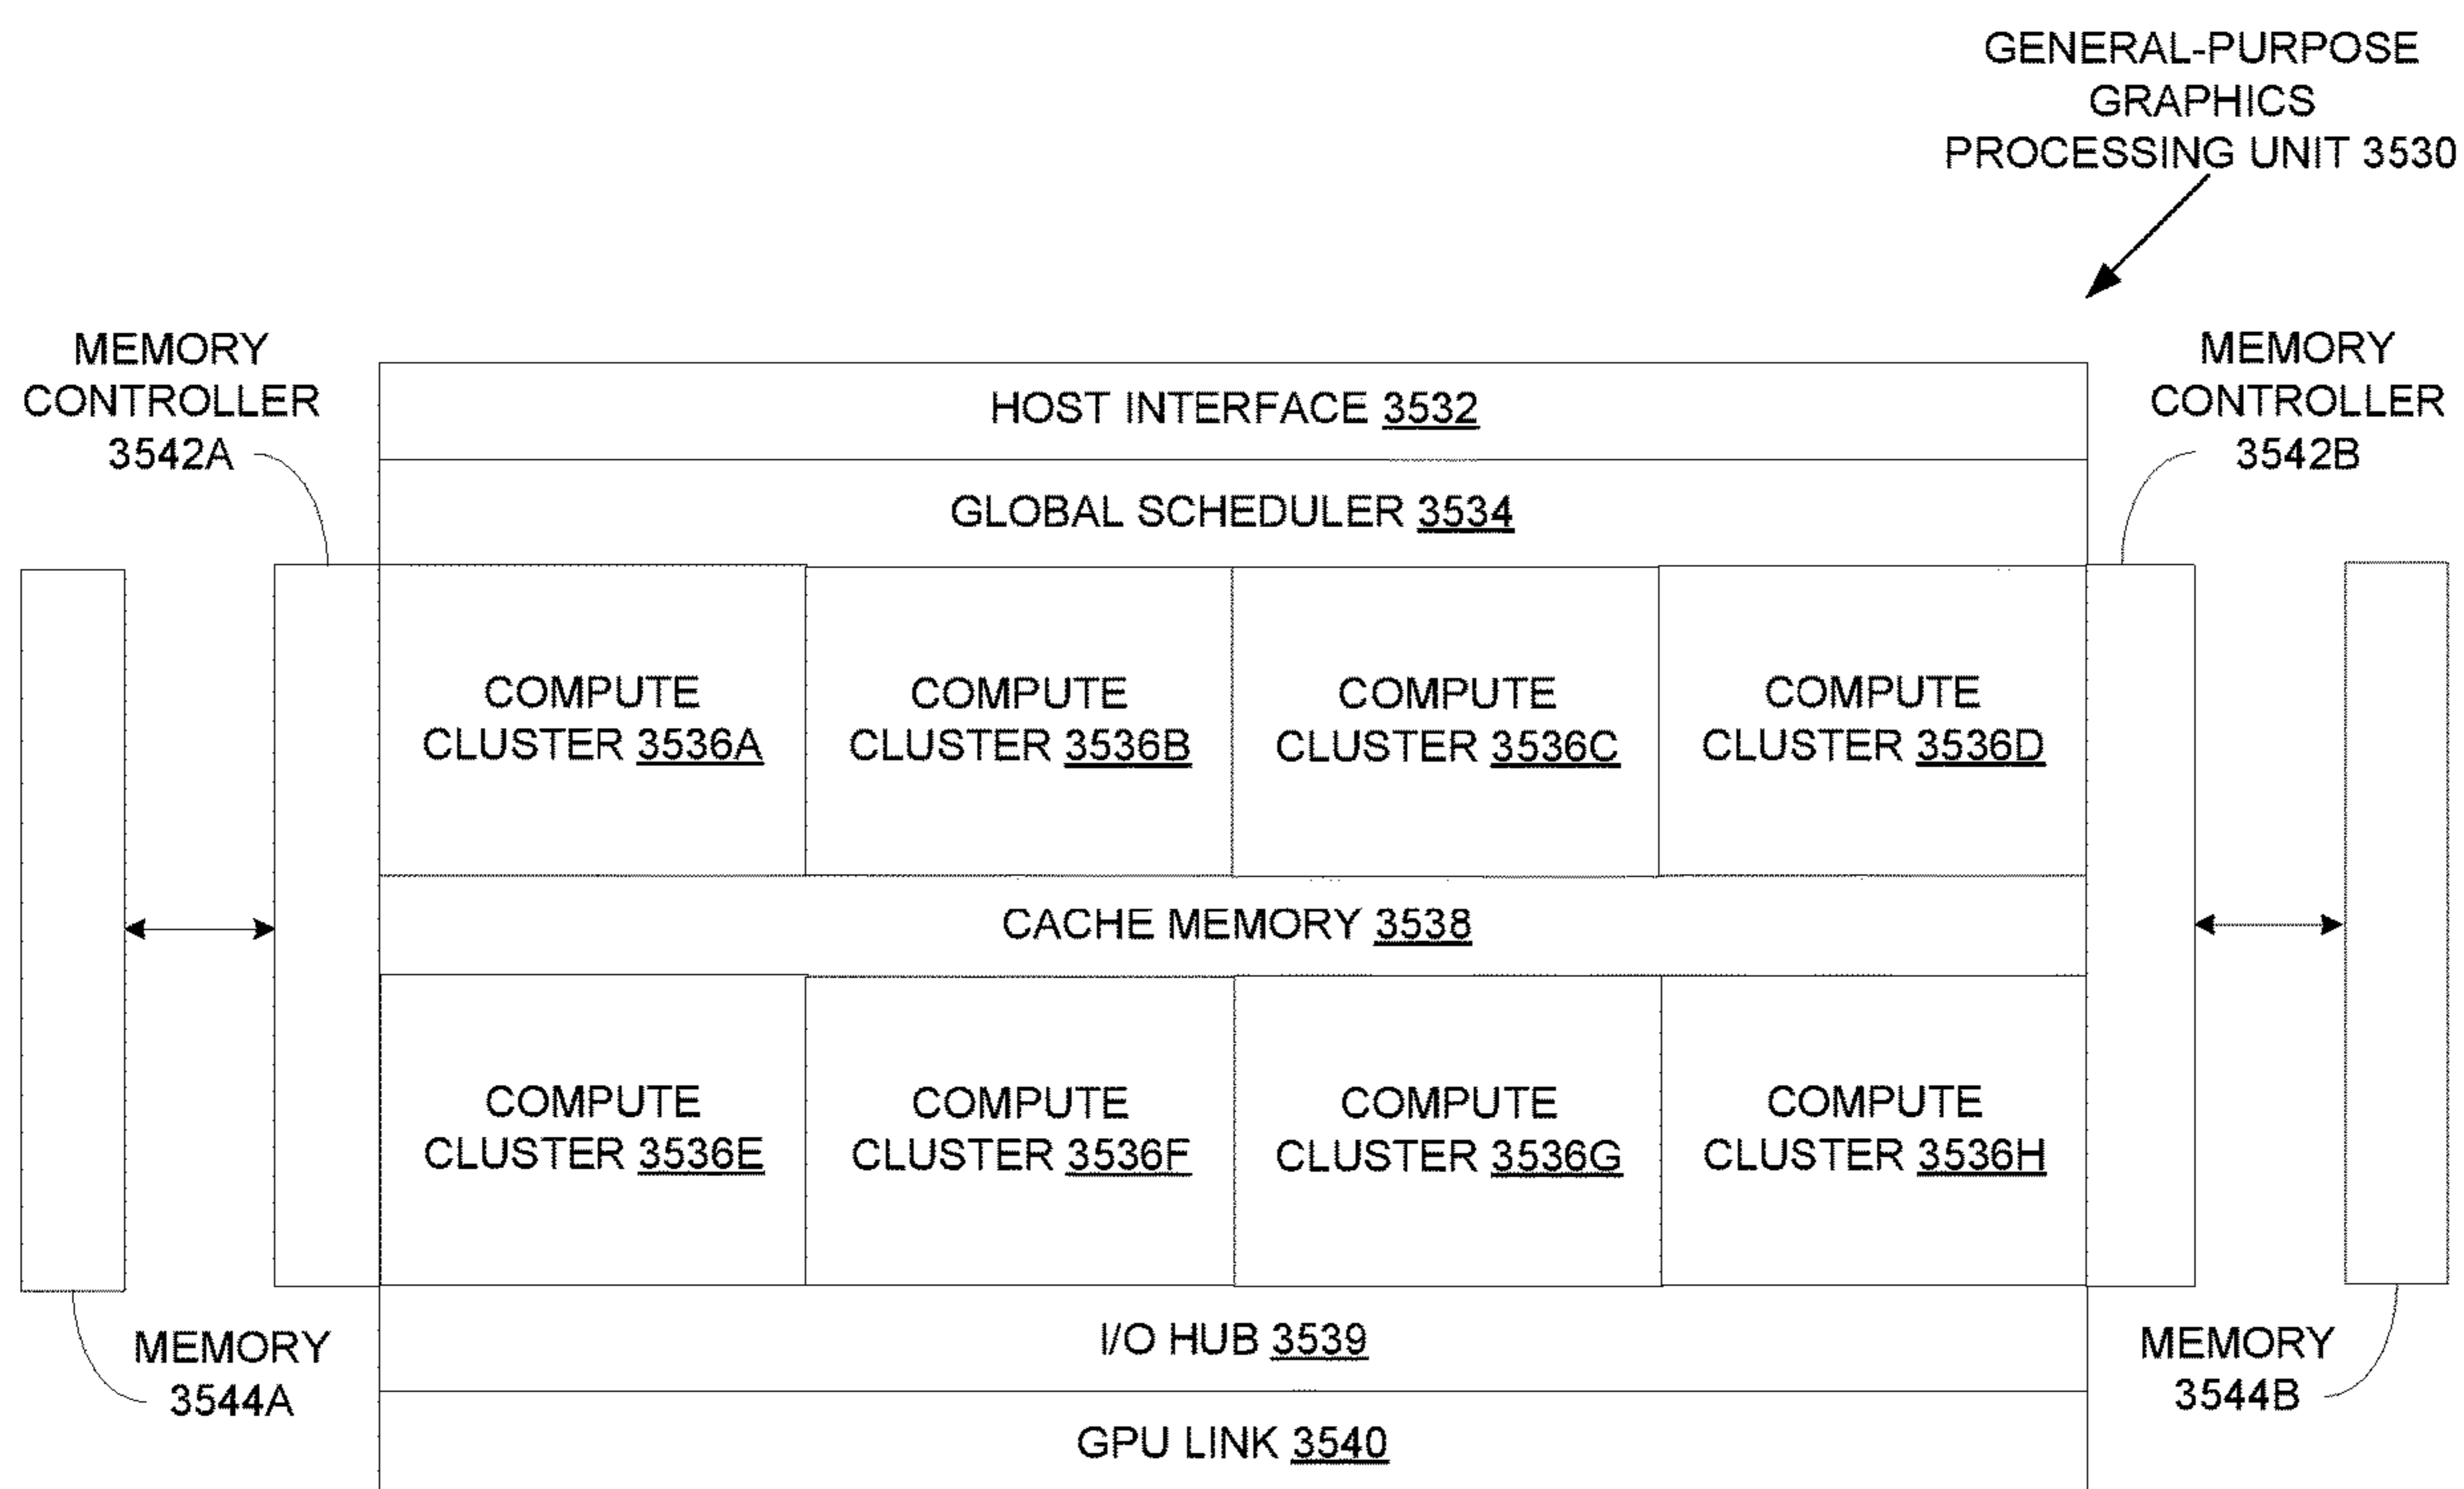 GENERAL-PURPOSE
GRAPHICS
PROCESSING UNIT 3530
MEMORY
CONTROLLER
3542A
HOST INTERFACE 3532
MEMORY
CONTROLLER
3542B
GLOBAL SCHEDULER 3534
COMPUTE
CLUSTER 3536A
COMPUTE
CLUSTER 3536B
COMPUTE
CLUSTER 3536C
COMPUTE
CLUSTER 3536D
CACHE MEMORY 3538
COMPUTE
CLUSTER 3536E
COMPUTE
CLUSTER 3536F
COMPUTE
CLUSTER 3536G
COMPUTE
CLUSTER 3536H
MEMORY
3544A
I/O HUB 3539
MEMORY
3544B
GPU LINK 3540